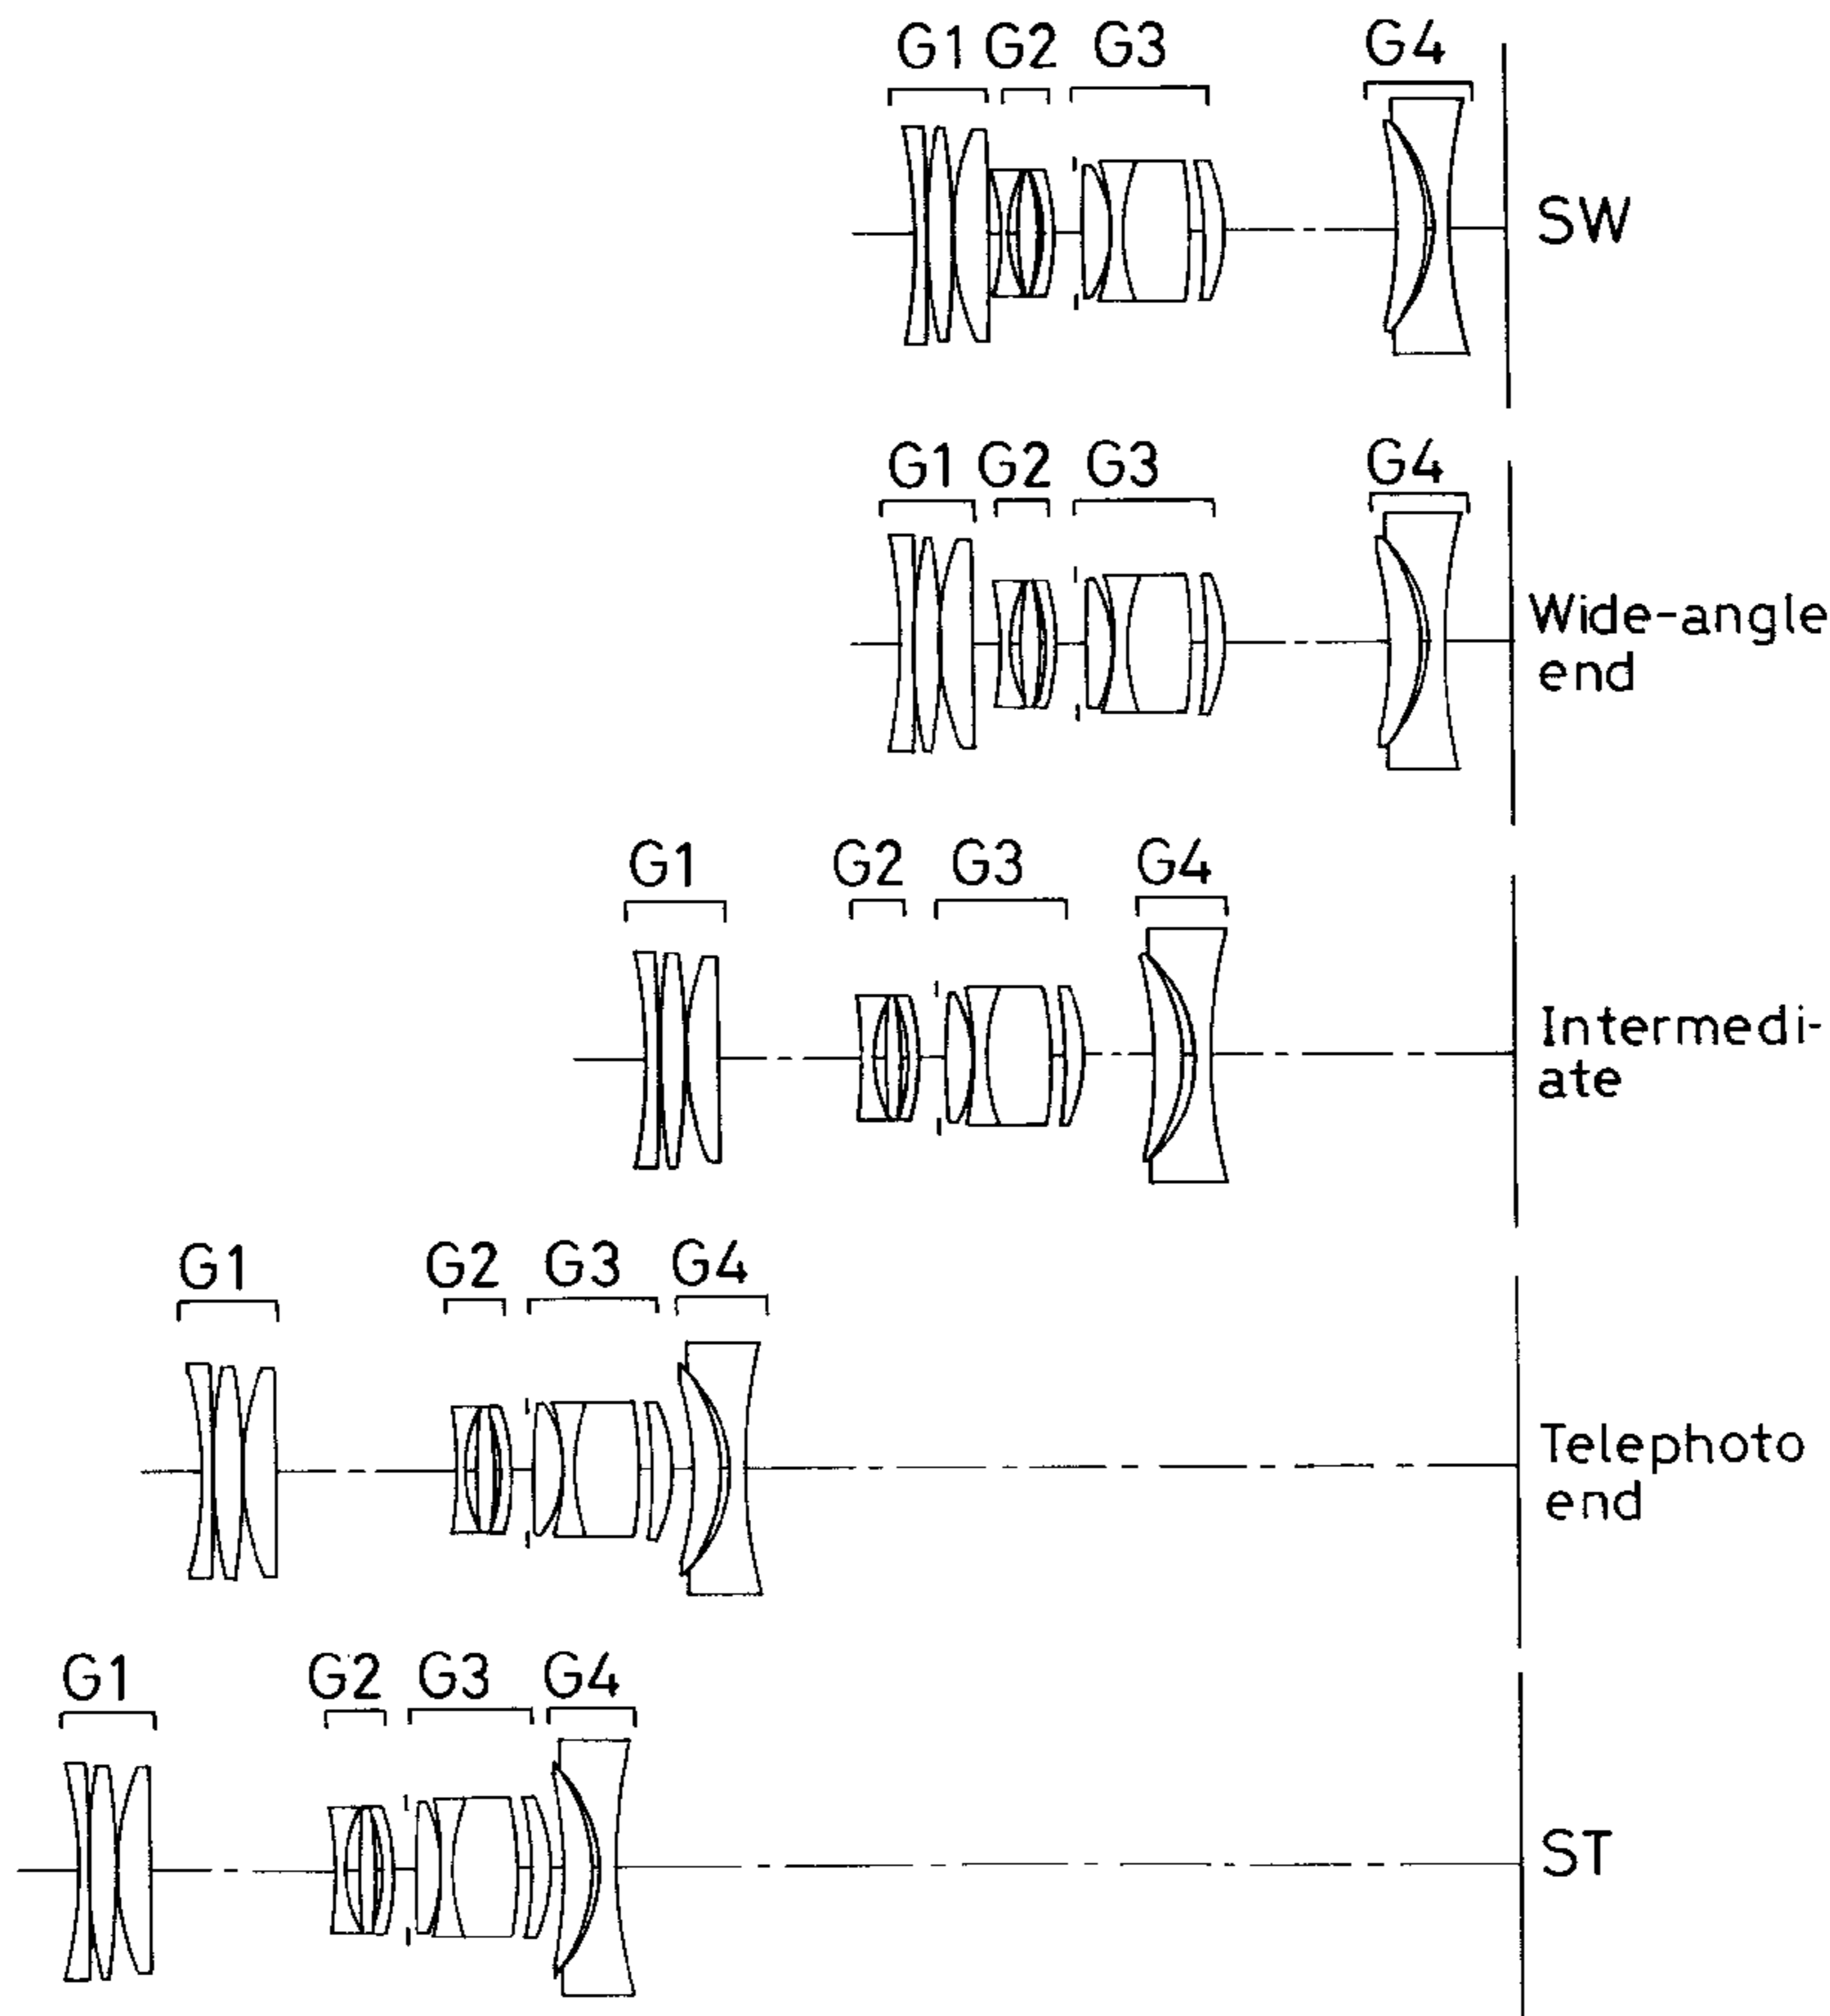 G1 G2 G3 G4
SW
G1 G2 G3 G4
Wide-angle
end
G1 G2 G3 G4
Intermedi-
ate
G1 G2 G3 G4
Telephoto
end
G1 G2 G3 G4
ST